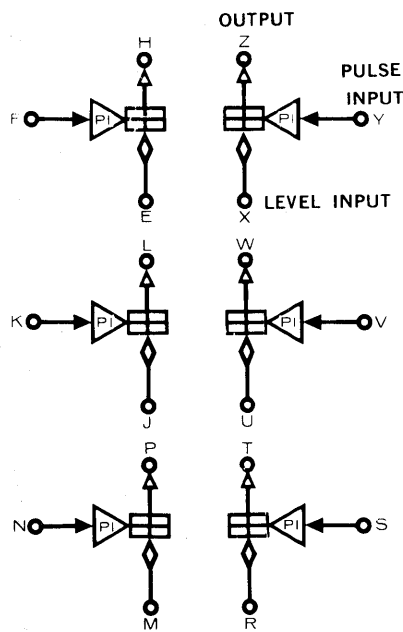 OUTPUT
H Z
PULSE
INPUT
F PI PI Y
E X LEVEL INPUT
L W
K PI PI V
J U
P T
N PI PI S
M R